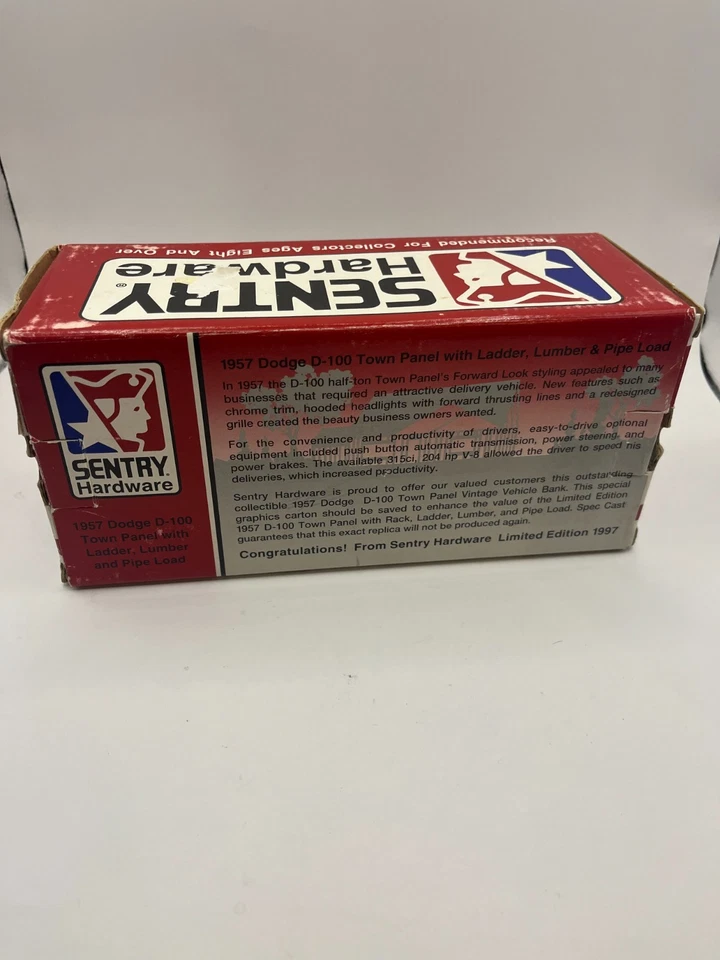 Recommended For Collectors Ages Eight And Over
SENTRY®
Hardware
SENTRY®
Hardware
1957 Dodge D-100
Town Panel with
Ladder, Lumber
and Pipe Load
1957 Dodge D-100 Town Panel with Ladder, Lumber & Pipe Load
In 1957 the D-100 half-ton Town Panel's Forward Look styling appealed to many
businesses that required an attractive delivery vehicle. New features such as
chrome trim, hooded headlights with forward thrusting lines and a redesigned
grille created the beauty business owners wanted.
For the convenience and productivity of drivers, easy-to-drive optional
equipment included push button automatic transmission, power steering, and
power brakes. The available 315ci, 204 hp v-8 allowed the driver to speed his
deliveries, which increased productivity.
Sentry Hardware is proud to offer our valued customers this outstanding
collectible 1957 Dodge D-100 Town Panel Vintage Vehicle Bank. This special
graphics carton should be saved to enhance the value of the Limited Edition
1957 D-100 Town Panel with Rack, Ladder, Lumber, and Pipe Load. Spec Cast
guarantees that this exact replica will not be produced again.
Congratulations! From Sentry Hardware Limited Edition 1997